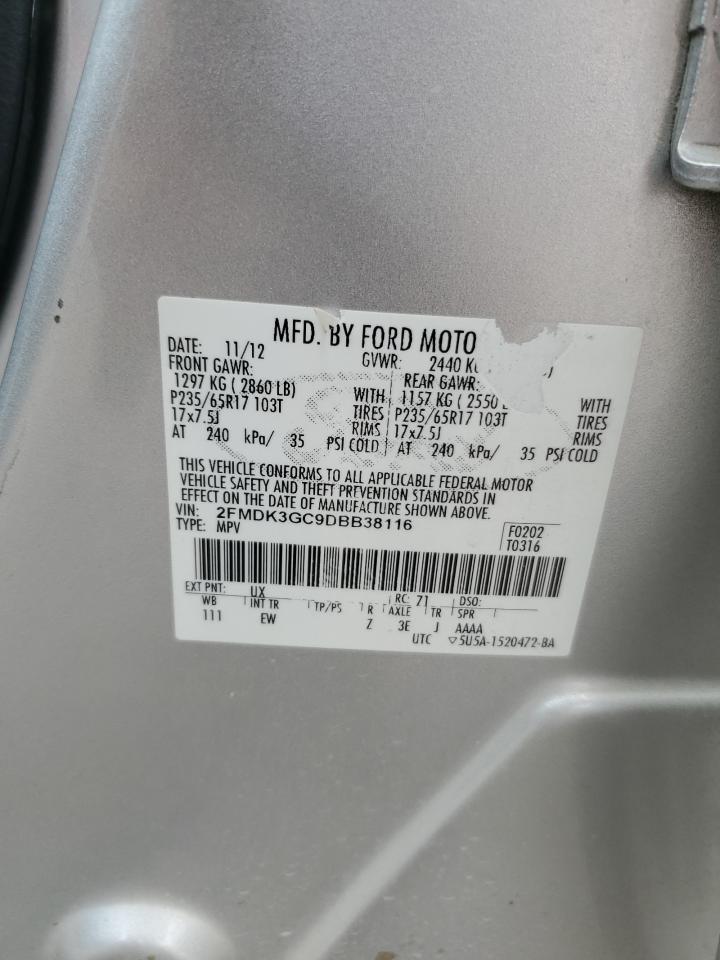 MFD. BY FORD MOTO
DATE: 11/12 GVWR: 2440 K
FRONT GAWR: REAR GAWR:
1297 KG ( 2860 LB) WITH 1157 KG ( 2550 WITH
P235/65R17 103T TIRES P235/65R17 103T TIRES
17x7.5J RIMS 17x7.5J RIMS
AT 240 kPa/ 35 PSI COLD AT 240 kPa/ 35 PSI COLD
THIS VEHICLE CONFORMS TO ALL APPLICABLE FEDERAL MOTOR
VEHICLE SAFETY AND THEFT PREVENTION STANDARDS IN
EFFECT ON THE DATE OF MANUFACTURE SHOWN ABOVE.
VIN: 2FMDK3GC9DBB38116 F0202
TYPE: MPV T0316
EXT PNT: UX RC: 71 DSO:
WB INT TR TP/PS R AXLE TR SPR
111 EW Z 3E J AAAA
UTC ▽5U5A-1520472-BA